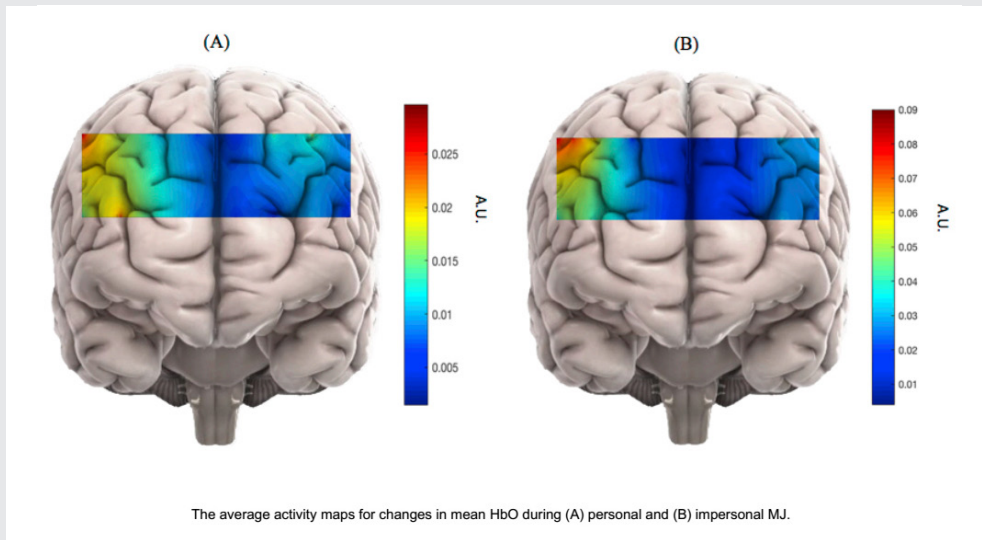 (A)
(B)
0.025
0.02
0.015
0.01
0.005
A.U.
0.09
0.08
0.07
0.06
0.05
0.04
0.03
0.02
0.01
A.U.
The average activity maps for changes in mean HbO during (A) personal and (B) impersonal MJ.